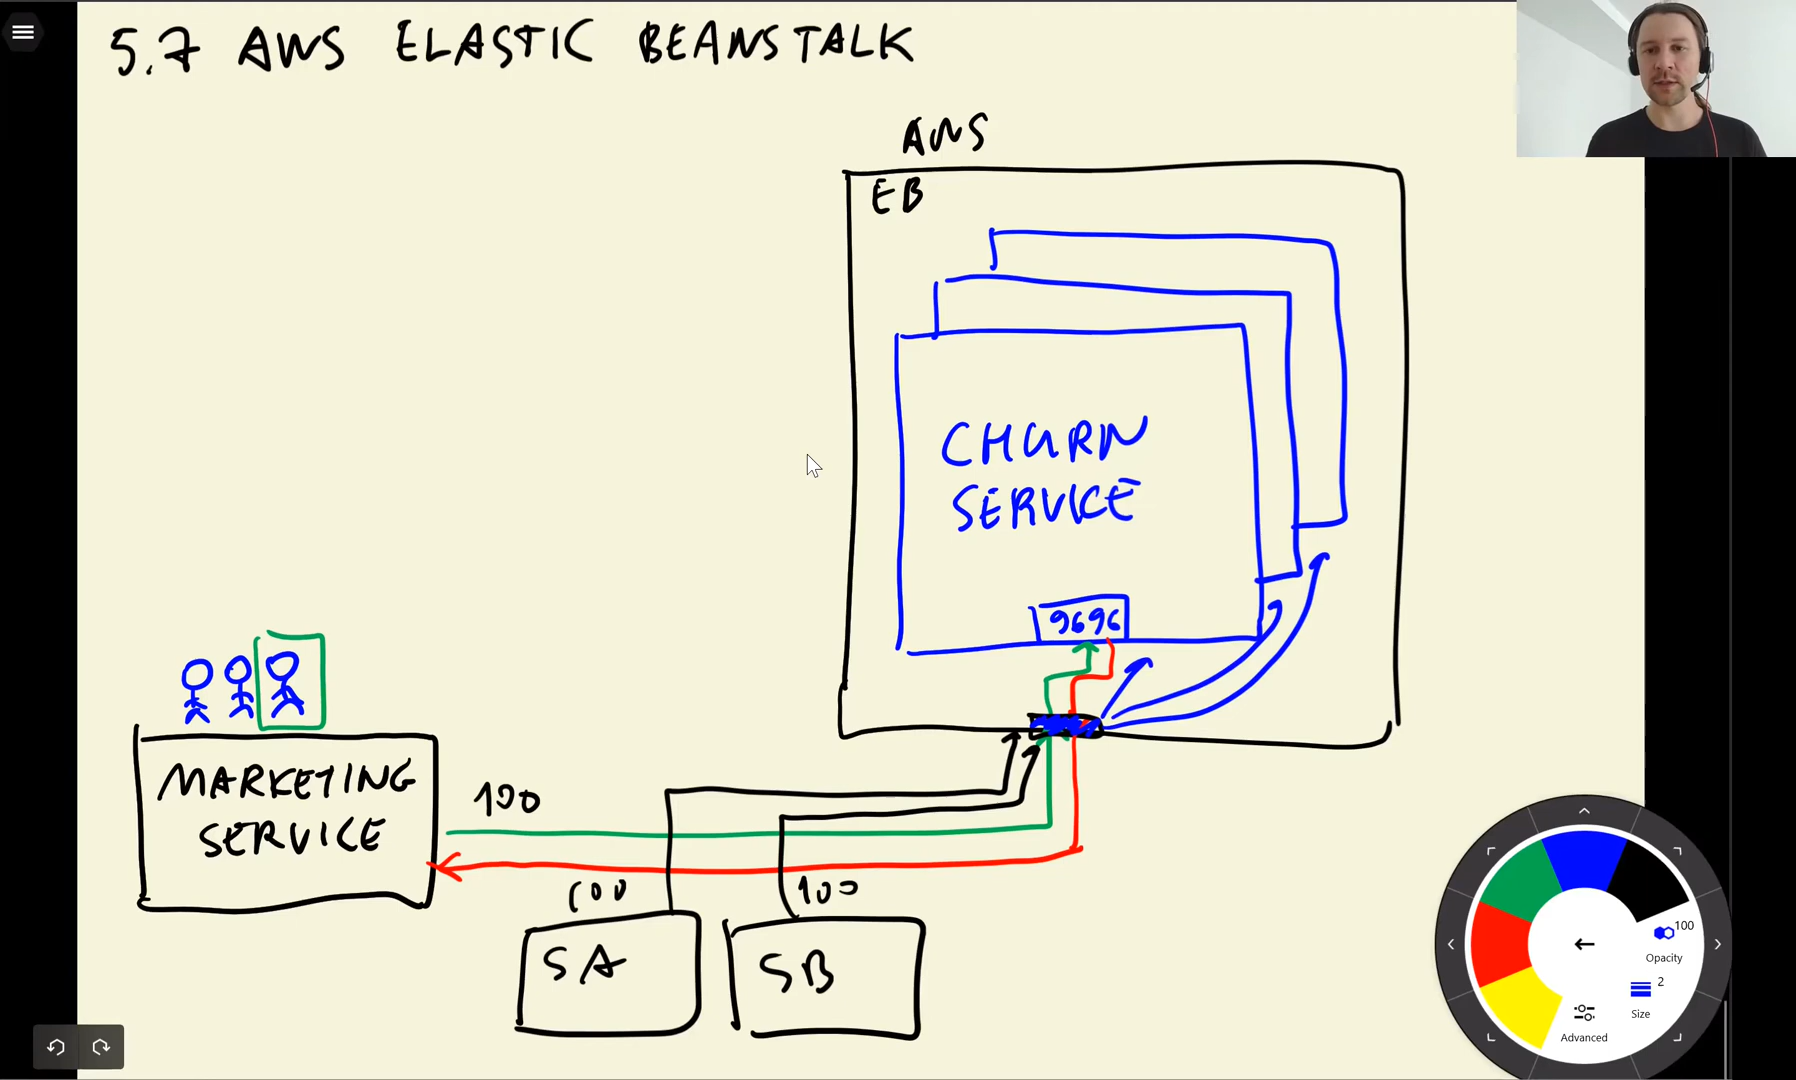 5.7 AWS ELASTIC BEANSTALK
AWS
EB
CHURN
SERVICE
9696
MARKETING
SERVICE
100
100
100
SA
SB
100
Opacity
2
Size
Advanced